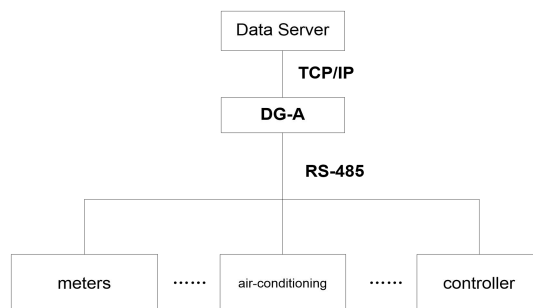 Data Server
TCP/IP
DG-A
RS-485
meters …… air-conditioning …… controller